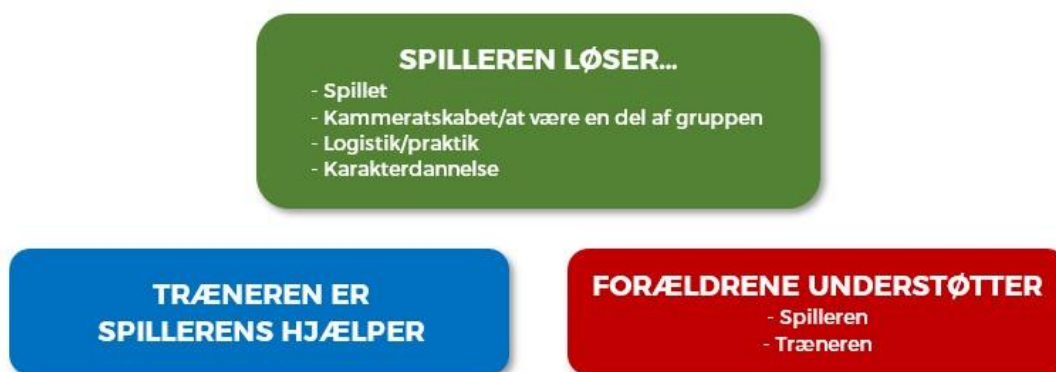 SPILLEREN LØSER...
- Spillet
- Kammeratskabet/at være en del af gruppen
- Logistik/praktik
- Karakterdannelse
TRÆNEREN ER
SPILLERENS HJÆLPER
FORÆLDRENE UNDERSTØTTER
- Spilleren
- Træneren